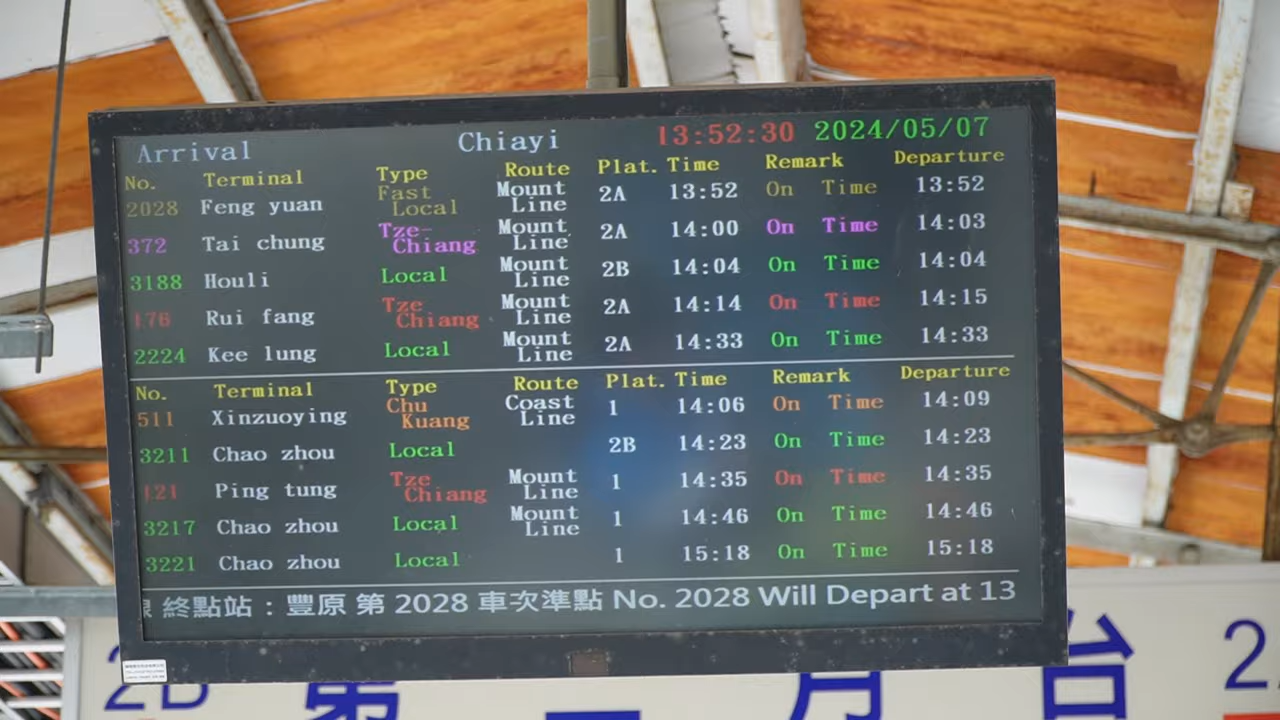 Arrival Chiayi 13:52:30 2024/05/07
No. Terminal Type Route Plat. Time Remark Departure
2028 Feng yuan Fast Local Mount Line 2A 13:52 On Time 13:52
372 Tai chung Tze-Chiang Mount Line 2A 14:00 On Time 14:03
3188 Houli Local Mount Line 2B 14:04 On Time 14:04
176 Rui fang Tze Chiang Mount Line 2A 14:14 On Time 14:15
2224 Kee lung Local Mount Line 2A 14:33 On Time 14:33
No. Terminal Type Route Plat. Time Remark Departure
511 Xinzuoying Chu Kuang Coast Line 1 14:06 On Time 14:09
3211 Chao zhou Local 2B 14:23 On Time 14:23
121 Ping tung Tze Chiang Mount Line 1 14:35 On Time 14:35
3217 Chao zhou Local Mount Line 1 14:46 On Time 14:46
3221 Chao zhou Local 1 15:18 On Time 15:18
終點站：豐原 第 2028 車次準點 No. 2028 Will Depart at 13
2B 第二月台 2